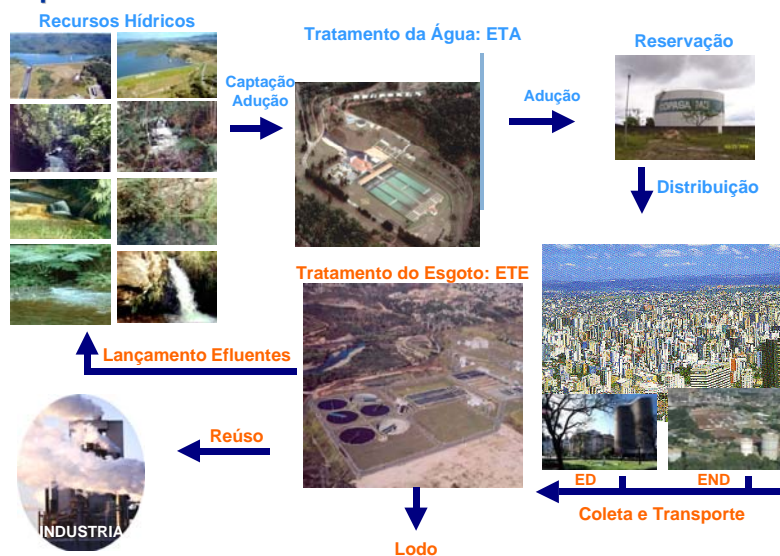 Recursos Hídricos
Tratamento da Água: ETA
Reservação
Captação
Adução
Adução
COPASA
Distribuição
Tratamento do Esgoto: ETE
Lançamento Efluentes
Reúso
INDUSTRIA
ED
END
Coleta e Transporte
Lodo